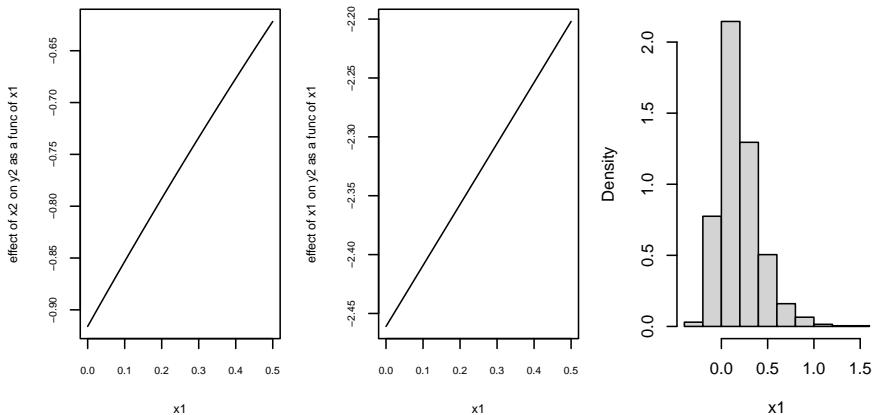 effect of x2 on y2 as a func of x1
−0.65
−0.70
−0.75
−0.80
−0.85
−0.90
0.0 0.1 0.2 0.3 0.4 0.5
x1
effect of x1 on y2 as a func of x1
−2.20
−2.25
−2.30
−2.35
−2.40
−2.45
0.0 0.1 0.2 0.3 0.4 0.5
x1
Density
2.0
1.5
1.0
0.5
0.0
0.0 0.5 1.0 1.5
x1